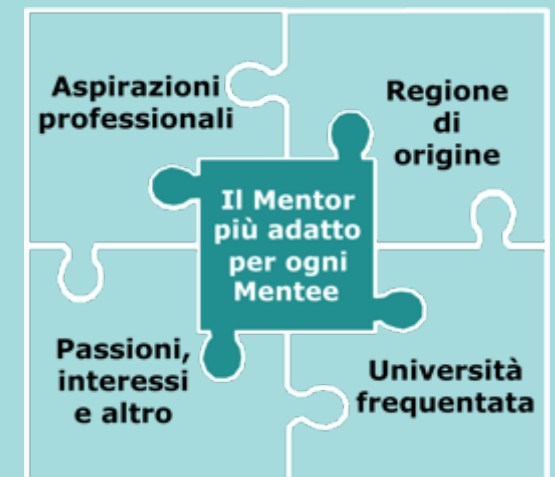 Aspirazioni
professionali
Regione
di
origine
Il Mentor
più adatto
per ogni
Mentee
Passioni,
interessi
e altro
Università
frequentata